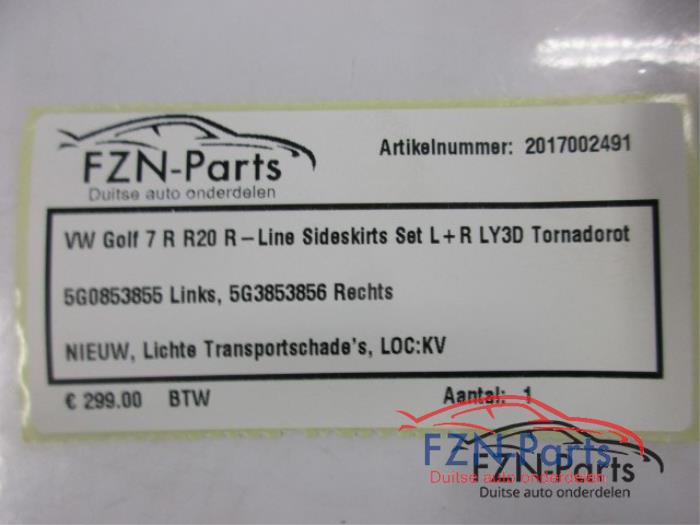 FZN-Parts
Duitse auto onderdelen
Artikelnummer: 2017002491
VW Golf 7 R R20 R-Line Sideskirts Set L+R LY3D Tornadorot
5G0853855 Links, 5G3853856 Rechts
NIEUW, Lichte Transportschade's, LOC:KV
€ 299.00 BTW
Aantal: 1
FZN-Parts
Duitse auto onderdelen
FZN-Parts
Duitse auto onderdelen